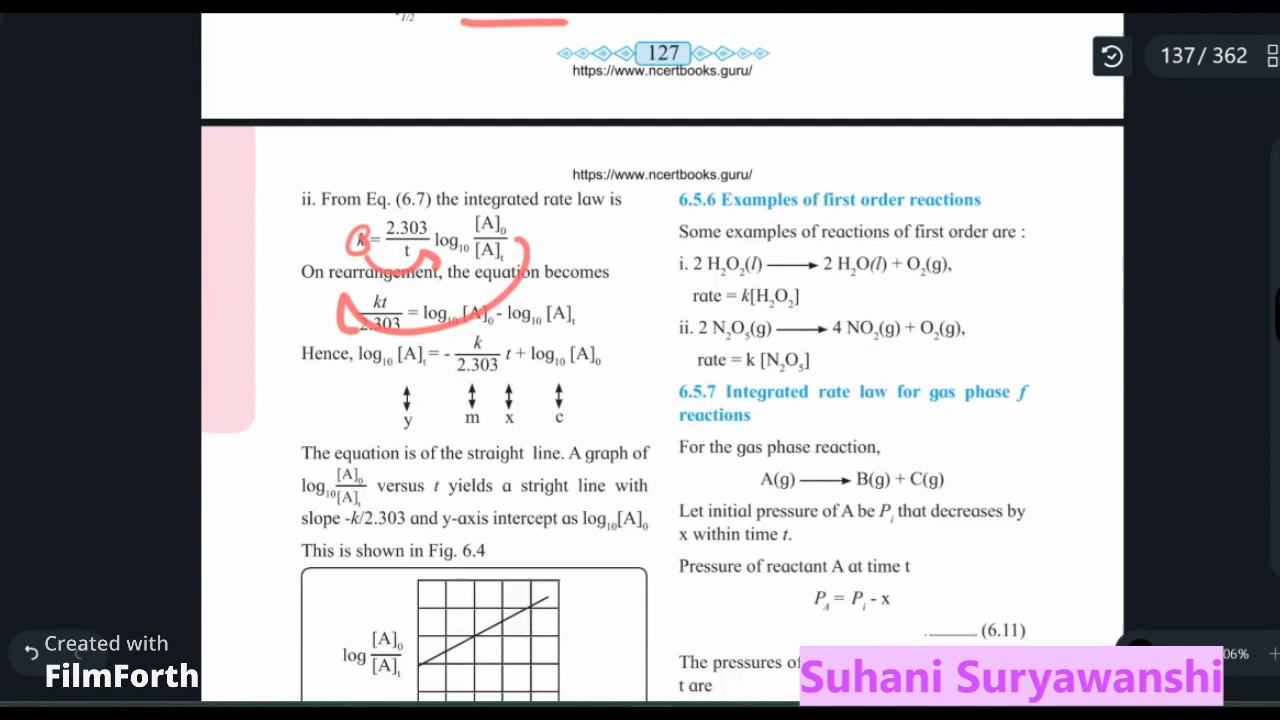 1/2
127
https://www.ncertbooks.guru/
137 / 362
https://www.ncertbooks.guru/
ii. From Eq. (6.7) the integrated rate law is
k = 2.303/t log₁₀ [A]₀/[A]ₜ
On rearrangement, the equation becomes
kt/2.303 = log₁₀ [A]₀ - log₁₀ [A]ₜ
Hence, log₁₀ [A]ₜ = - k/2.303 t + log₁₀ [A]₀
y m x c
The equation is of the straight line. A graph of
log₁₀ [A]₀/[A]ₜ versus t yields a stright line with
slope -k/2.303 and y-axis intercept as log₁₀[A]₀
This is shown in Fig. 6.4
log [A]₀/[A]ₜ
6.5.6 Examples of first order reactions
Some examples of reactions of first order are :
i. 2 H₂O₂(l) ⟶ 2 H₂O(l) + O₂(g),
rate = k[H₂O₂]
ii. 2 N₂O₅(g) ⟶ 4 NO₂(g) + O₂(g),
rate = k [N₂O₅]
6.5.7 Integrated rate law for gas phase f
reactions
For the gas phase reaction,
A(g) ⟶ B(g) + C(g)
Let initial pressure of A be Pᵢ that decreases by
x within time t.
Pressure of reactant A at time t
P_A = Pᵢ - x
............... (6.11)
The pressures of
t are
06%
Created with
FilmForth
Suhani Suryawanshi